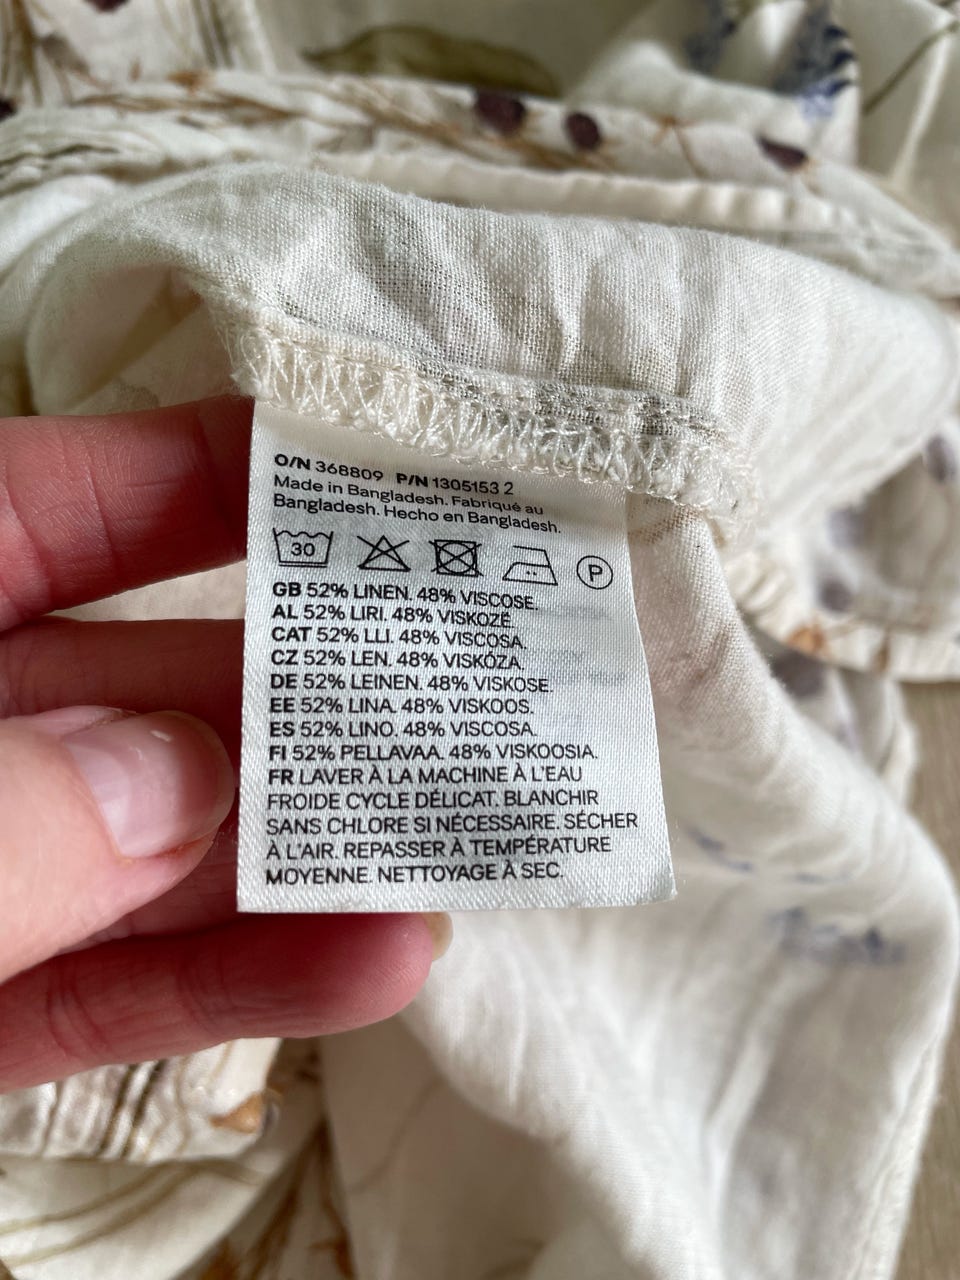 O/N 368809 P/N 1305153 2
Made in Bangladesh. Fabriqué au
Bangladesh. Hecho en Bangladesh.
30 P
GB 52% LINEN. 48% VISCOSE.
AL 52% LIRI. 48% VISKOZË.
CAT 52% LLI. 48% VISCOSA.
CZ 52% LEN. 48% VISKÓZA.
DE 52% LEINEN. 48% VISKOSE.
EE 52% LINA. 48% VISKOOS.
ES 52% LINO. 48% VISCOSA.
FI 52% PELLAVAA. 48% VISKOOSIA.
FR LAVER À LA MACHINE À L'EAU
FROIDE CYCLE DÉLICAT. BLANCHIR
SANS CHLORE SI NÉCESSAIRE. SÉCHER
À L'AIR. REPASSER À TEMPÉRATURE
MOYENNE. NETTOYAGE À SEC.